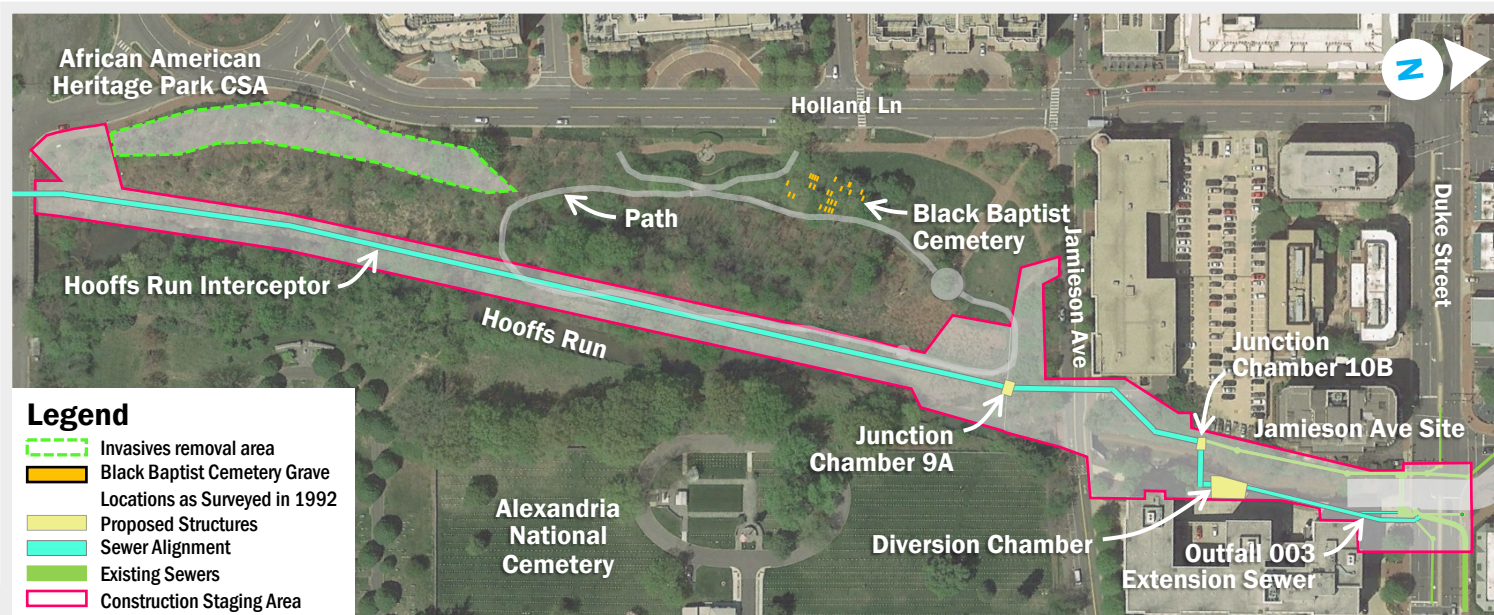 African American
Heritage Park CSA
Holland Ln
N
Path
Black Baptist
Cemetery
Jamieson Ave
Duke Street
Hooffs Run Interceptor
Hooffs Run
Junction
Chamber 10B
Junction
Chamber 9A
Jamieson Ave Site
Alexandria
National
Cemetery
Diversion Chamber
Outfall 003
Extension Sewer
Legend
Invasives removal area
Black Baptist Cemetery Grave
Locations as Surveyed in 1992
Proposed Structures
Sewer Alignment
Existing Sewers
Construction Staging Area